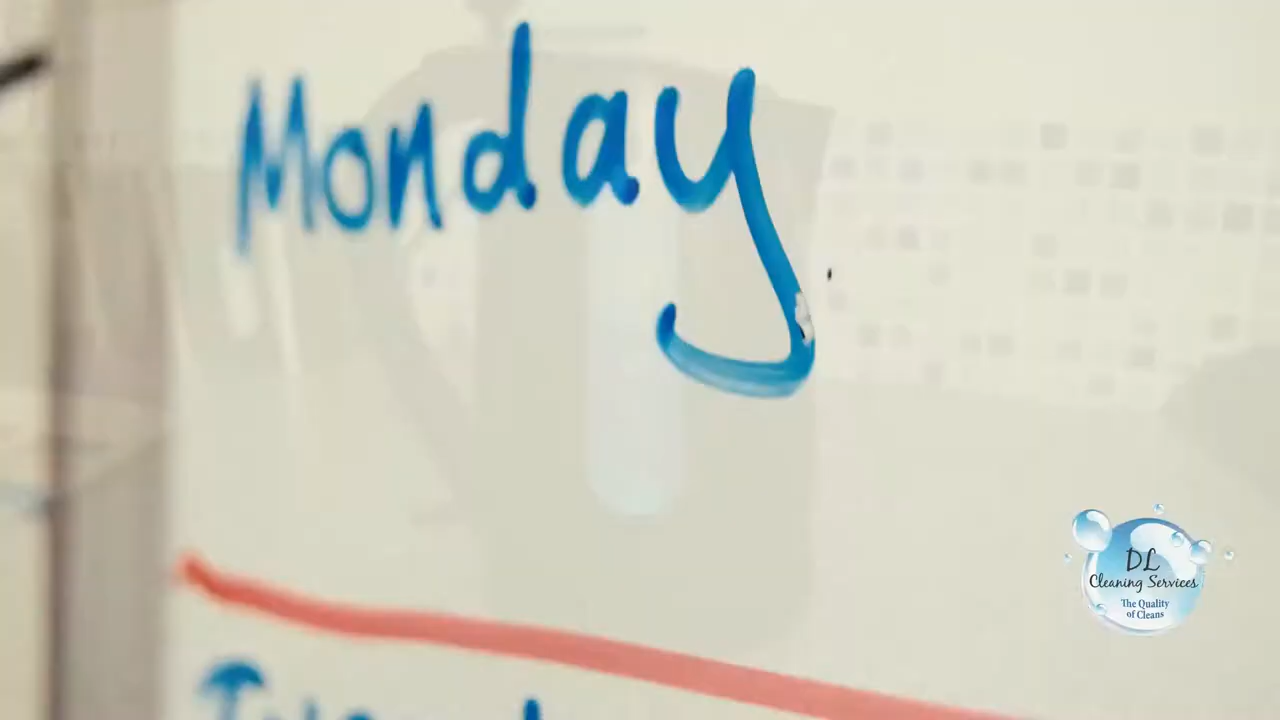 Monday
DL
Cleaning Services
The Quality
of Cleans